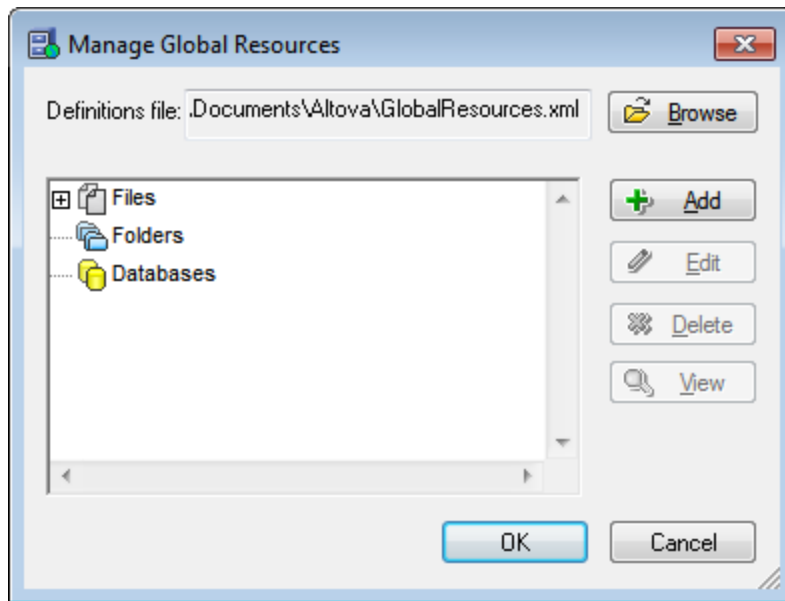 Manage Global Resources
Definitions file: .Documents\Altova\GlobalResources.xml Browse
Files
Folders
Databases
Add
Edit
Delete
View
OK Cancel